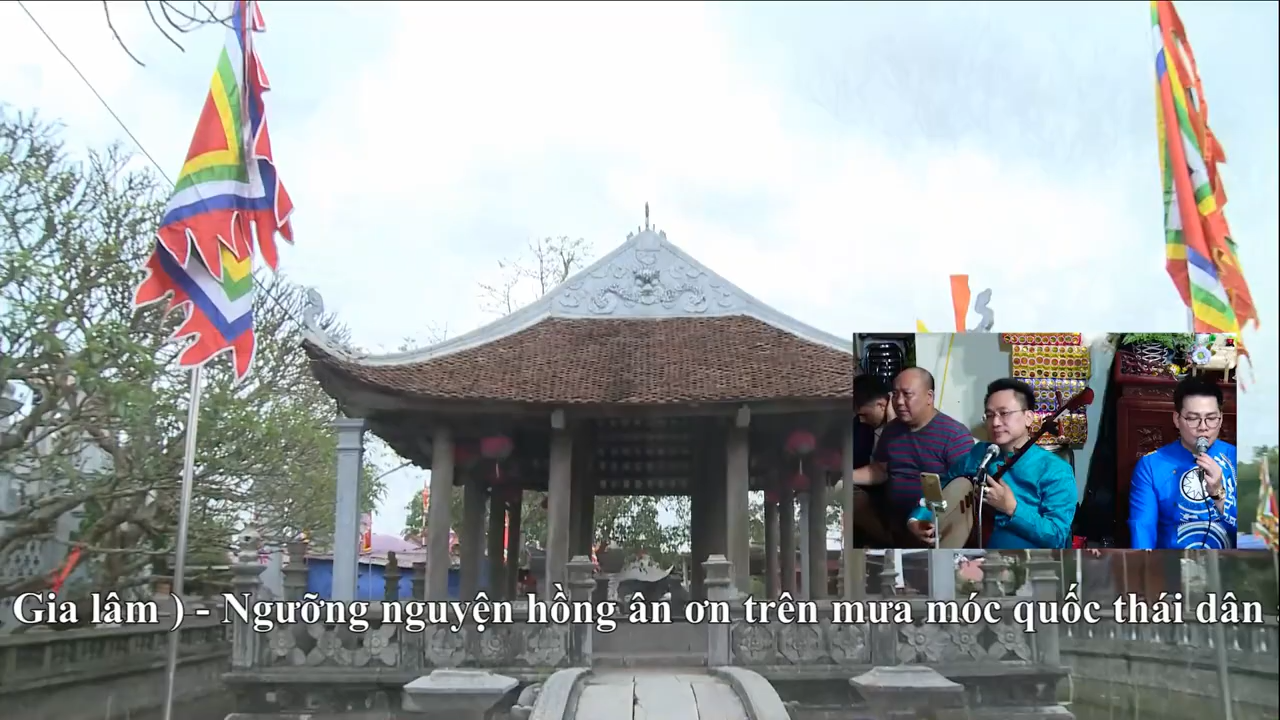 Gia lâm ) - Ngưỡng nguyện hồng ân ơn trên mưa móc quốc thái dân